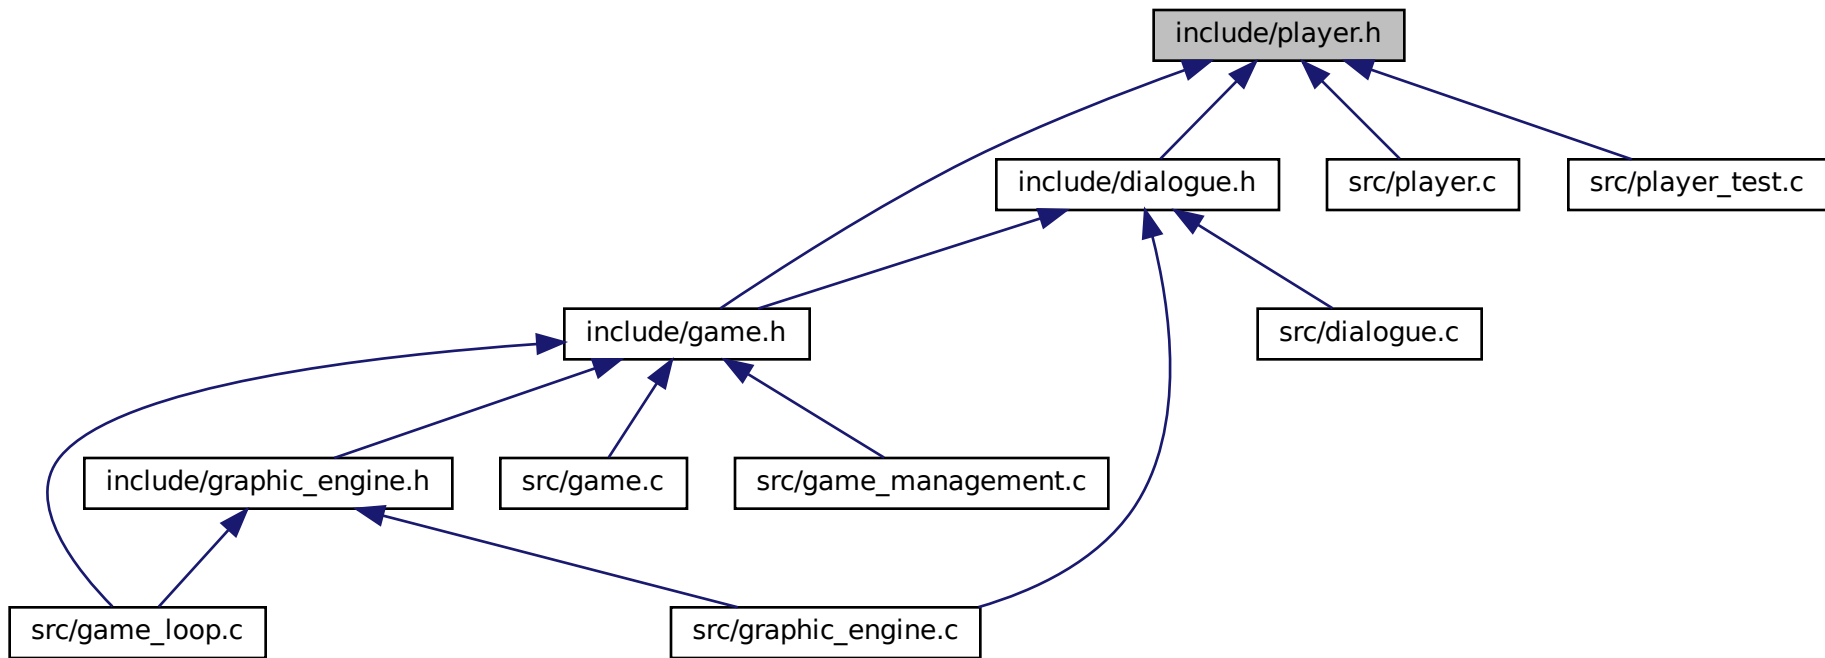 include/player.h
include/dialogue.h
src/player.c
src/player_test.c
include/game.h
src/dialogue.c
include/graphic_engine.h
src/game.c
src/game_management.c
src/game_loop.c
src/graphic_engine.c